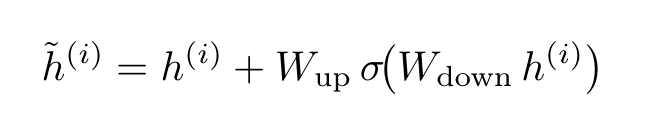 h̃⁽ⁱ⁾ = h⁽ⁱ⁾ + W_up σ(W_down h⁽ⁱ⁾)